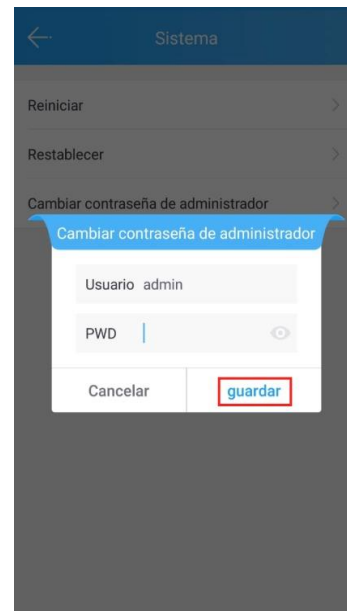 Sistema
Reiniciar
Restablecer
Cambiar contraseña de administrador
Cambiar contraseña de administrador
Usuario admin
PWD
Cancelar guardar